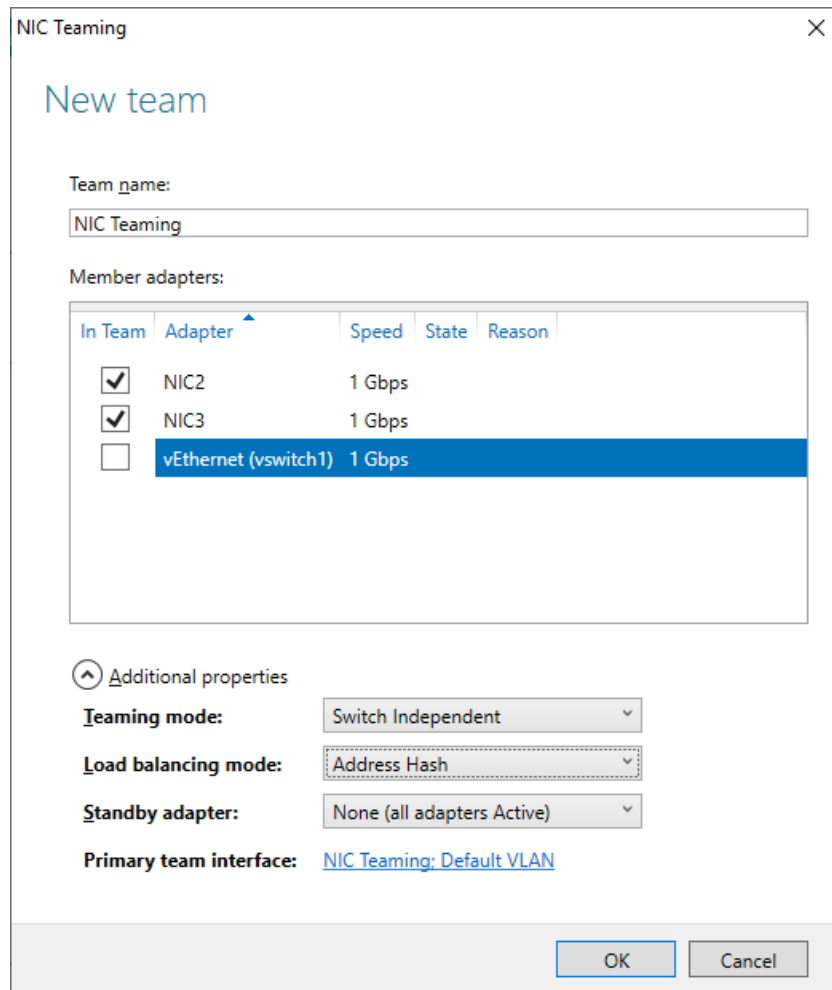 NIC Teaming
New team
Team name:
NIC Teaming
Member adapters:
In Team Adapter Speed State Reason
NIC2 1 Gbps
NIC3 1 Gbps
vEthernet (vswitch1) 1 Gbps
Additional properties
Teaming mode: Switch Independent
Load balancing mode: Address Hash
Standby adapter: None (all adapters Active)
Primary team interface: NIC Teaming; Default VLAN
OK Cancel